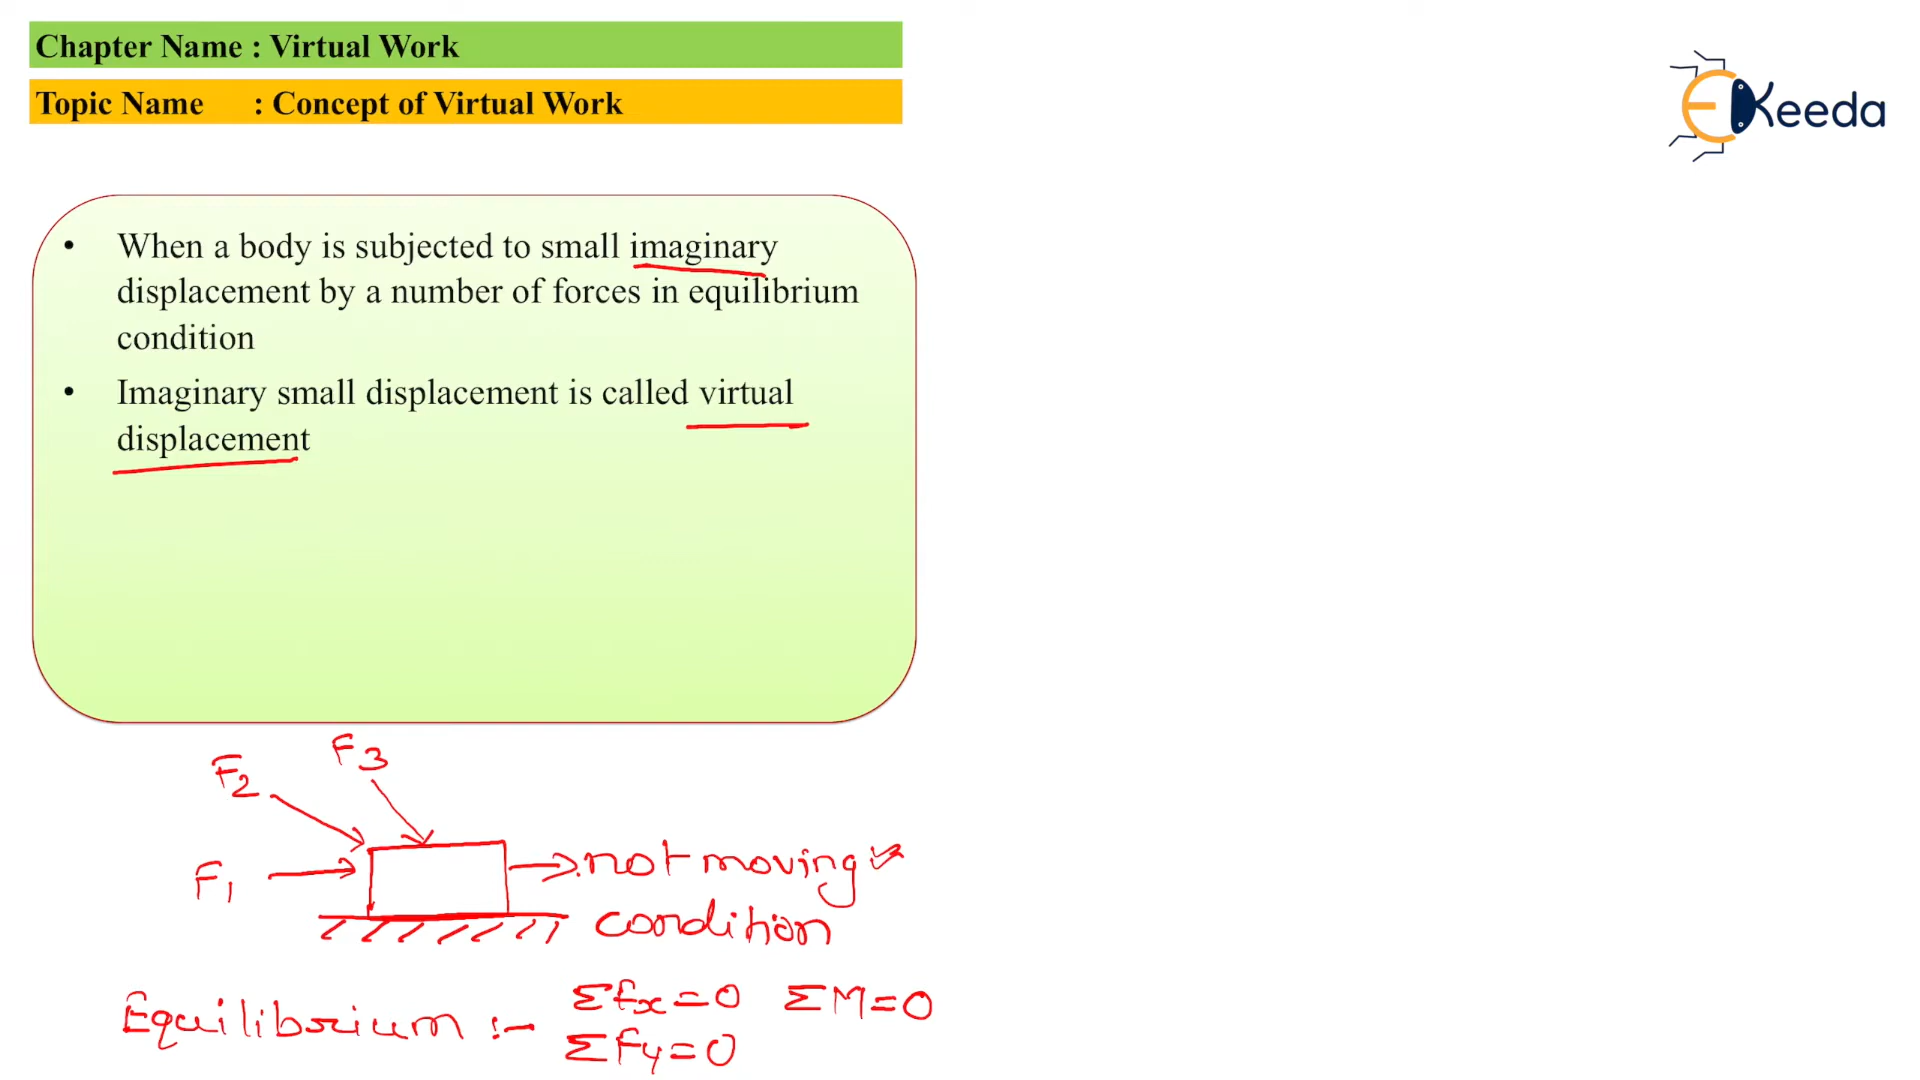 Chapter Name : Virtual Work
Topic Name : Concept of Virtual Work
EKeeda
• When a body is subjected to small imaginary
displacement by a number of forces in equilibrium
condition
• Imaginary small displacement is called virtual
displacement
F3
F2
F1
not moving
condition
Equilibrium :- Σfx=0 ΣM=0
Σfy=0